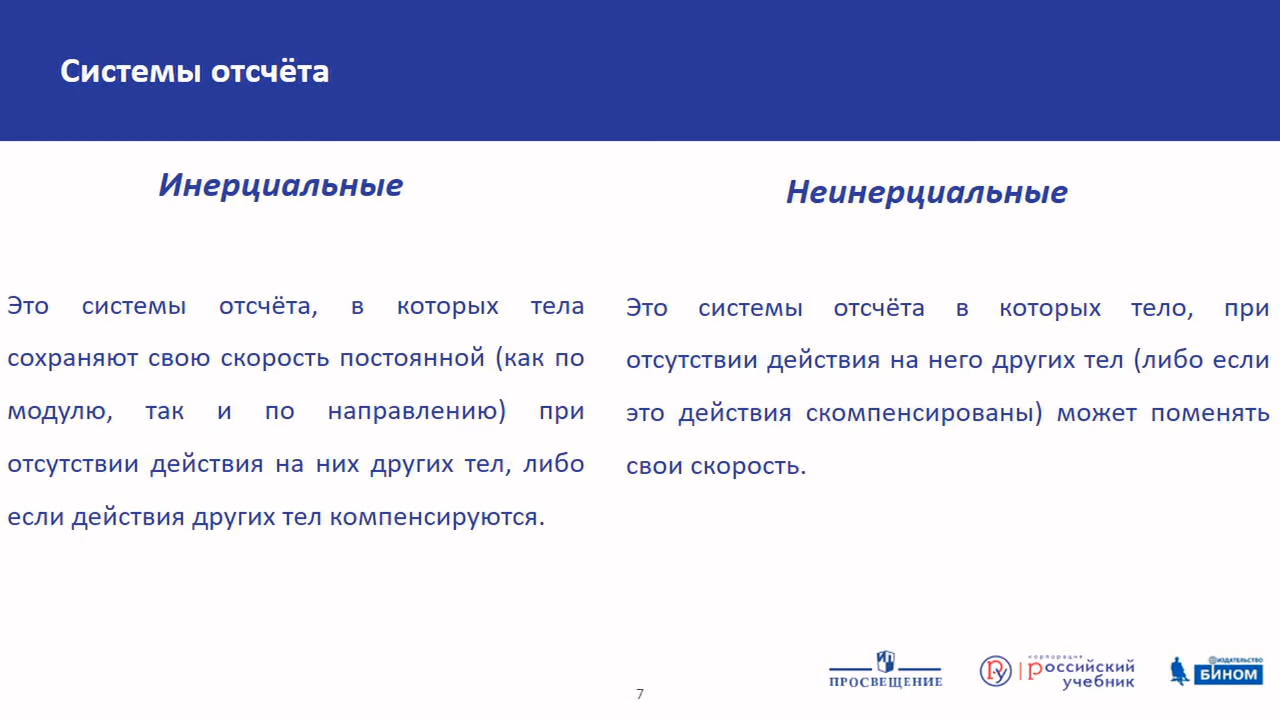 Системы отсчёта
Инерциальные
Это системы отсчёта, в которых тела
сохраняют свою скорость постоянной (как по
модулю, так и по направлению) при
отсутствии действия на них других тел, либо
если действия других тел компенсируются.
Неинерциальные
Это системы отсчёта в которых тело, при
отсутствии действия на него других тел (либо если
это действия скомпенсированы) может поменять
свои скорость.
ПРОСВЕЩЕНИЕ
корпорация
российский
учебник
ИЗДАТЕЛЬСТВО
БИНОМ
7